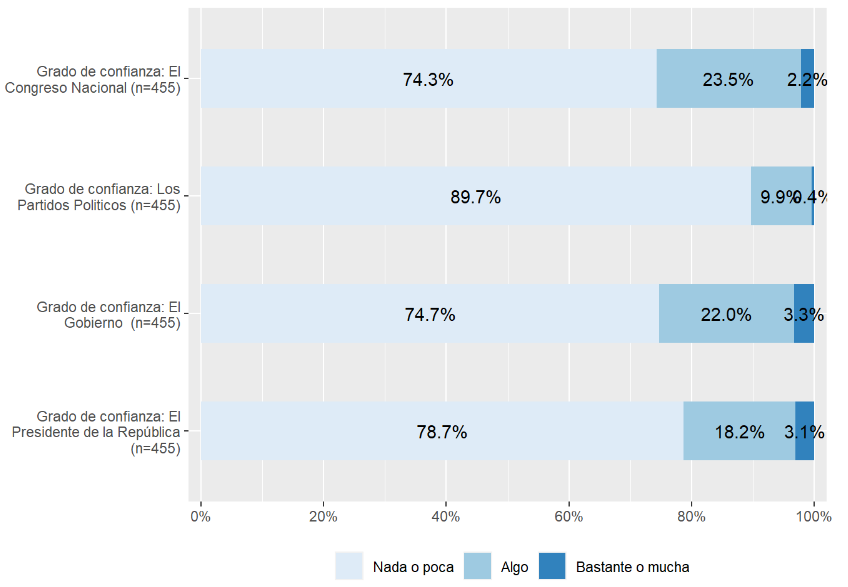 Grado de confianza: El
Congreso Nacional (n=455)
74.3%
23.5%
2.2%
Grado de confianza: Los
Partidos Politicos (n=455)
89.7%
9.9%
0.4%
Grado de confianza: El
Gobierno  (n=455)
74.7%
22.0%
3.3%
Grado de confianza: El
Presidente de la República
(n=455)
78.7%
18.2%
3.1%
0%
20%
40%
60%
80%
100%
Nada o poca
Algo
Bastante o mucha